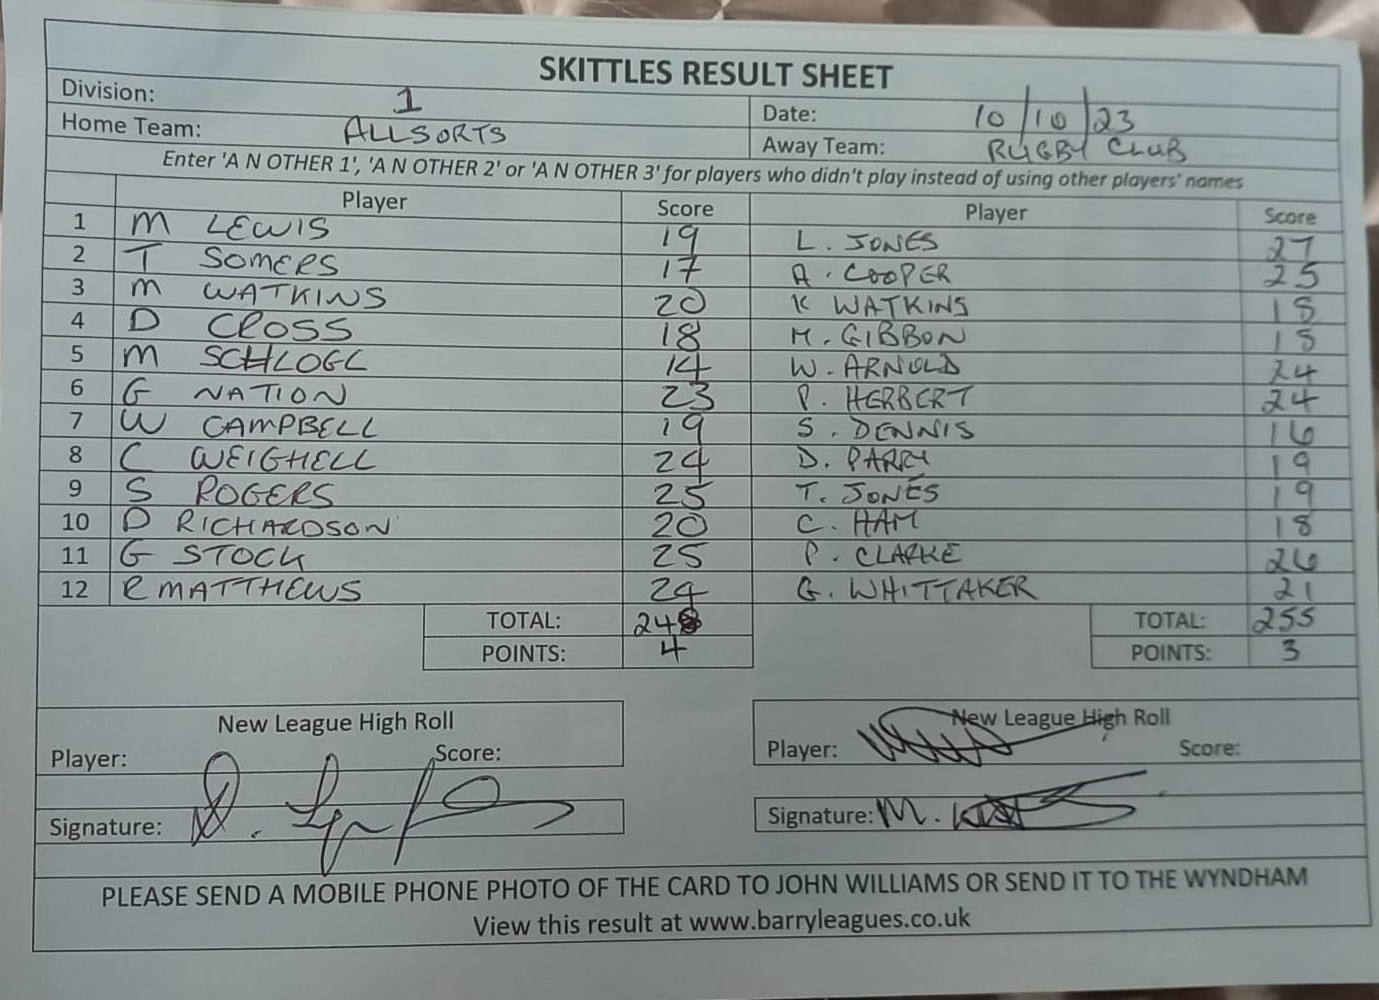 SKITTLES RESULT SHEET
Division: 1 Date: 10/10/23
Home Team: ALLSORTS Away Team: RUGBY CLUB
Enter 'A N OTHER 1', 'A N OTHER 2' or 'A N OTHER 3' for players who didn't play instead of using other players' names
Player Score Player Score
1 M LEWIS 19 L. JONES 27
2 T SOMERS 17 A. COOPER 25
3 M WATKINS 20 K WATKINS 18
4 D CROSS 18 M. GIBBON 18
5 M SCHLOGL 14 W. ARNOLD 24
6 G NATION 23 P. HERBERT 24
7 W CAMPBELL 19 S. DENNIS 16
8 C WEIGHELL 24 D. PARRY 19
9 S ROGERS 25 T. JONES 19
10 D RICHARDSON 20 C. HAM 18
11 G STOCK 25 P. CLARKE 26
12 R MATTHEWS 24 G. WHITTAKER 21
TOTAL: 248 TOTAL: 255
POINTS: 4 POINTS: 3
New League High Roll New League High Roll
Player: Score: Player: Score:
Signature: Signature: M.
PLEASE SEND A MOBILE PHONE PHOTO OF THE CARD TO JOHN WILLIAMS OR SEND IT TO THE WYNDHAM
View this result at www.barryleagues.co.uk